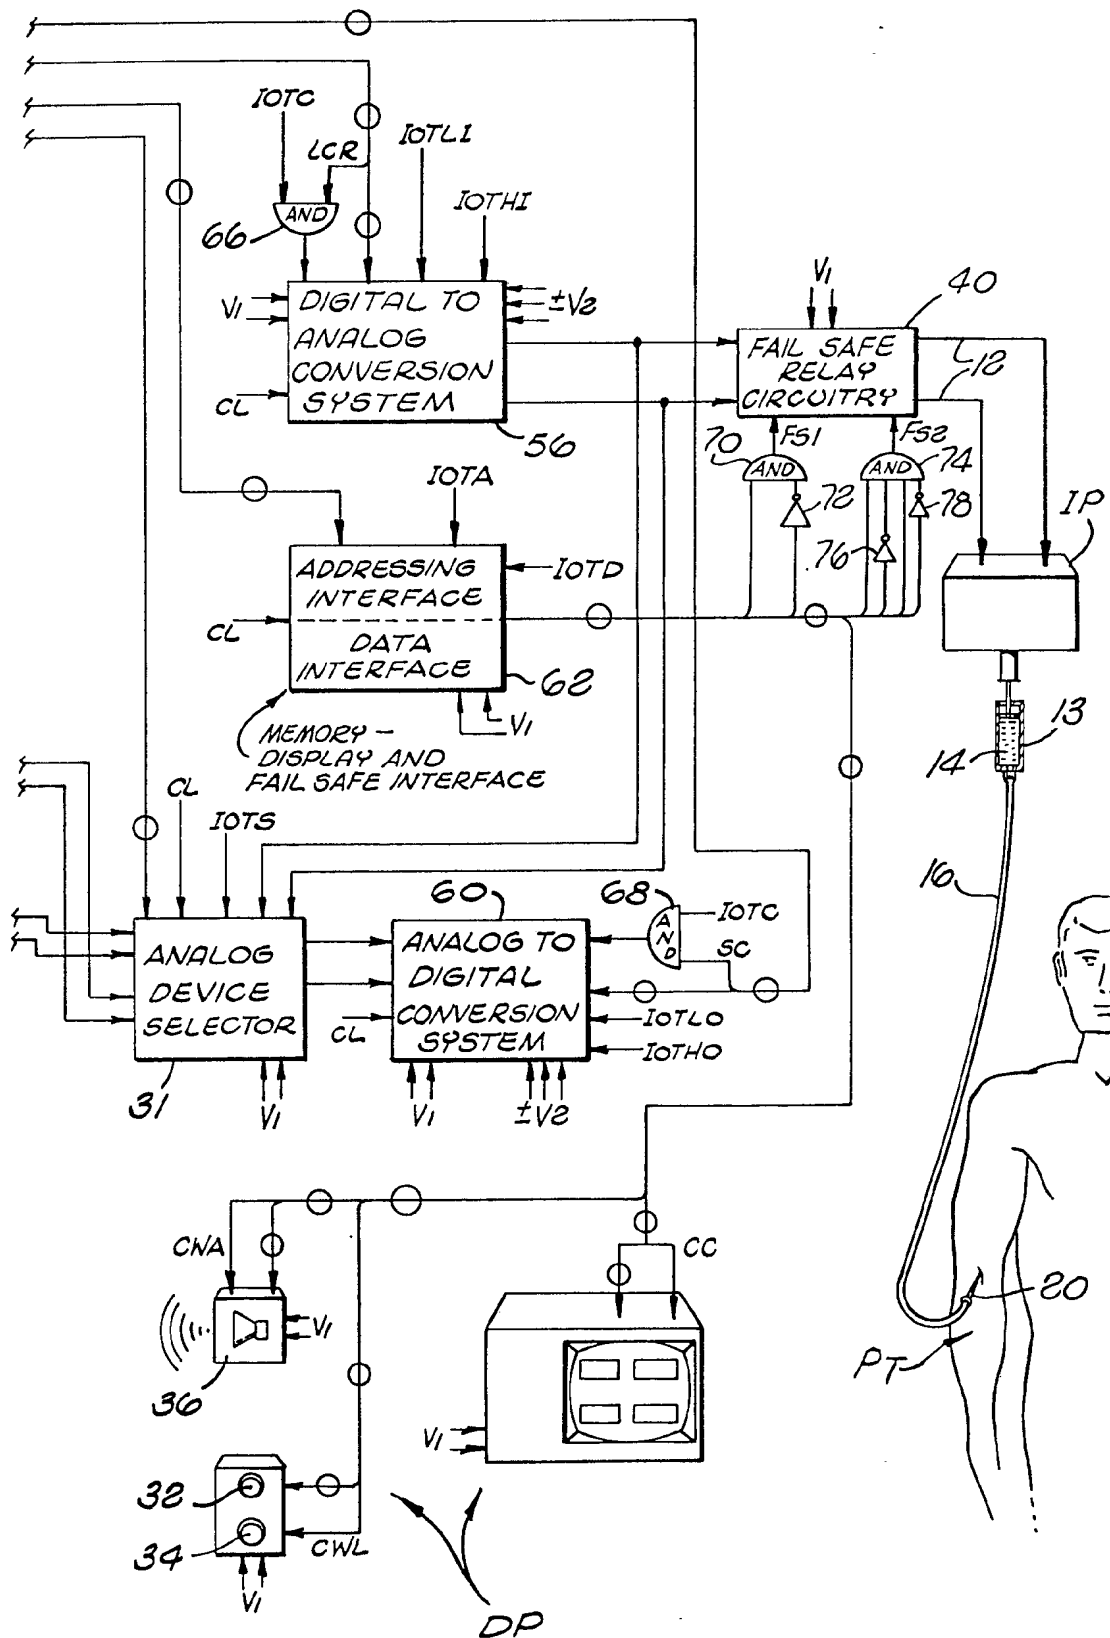 IOTC
LCR
IOTLI
IOTHI
AND
66
V1
DIGITAL TO
ANALOG
CONVERSION
SYSTEM
±V2
CL
56
V1
40
FAIL SAFE
RELAY
CIRCUITRY
12
FS1
FS2
70
AND
72
AND
74
76
78
IP
IOTA
ADDRESSING
INTERFACE
DATA
INTERFACE
IOTD
CL
62
V1
MEMORY -
DISPLAY AND
FAIL SAFE INTERFACE
13
14
16
CL
IOTS
ANALOG
DEVICE
SELECTOR
31
V1
60
ANALOG TO
DIGITAL
CONVERSION
SYSTEM
CL
68
AND
IOTC
SC
IOTLO
IOTHO
V1
±V2
20
PT
CWA
V1
36
CC
V1
32
34
CWL
V1
DP